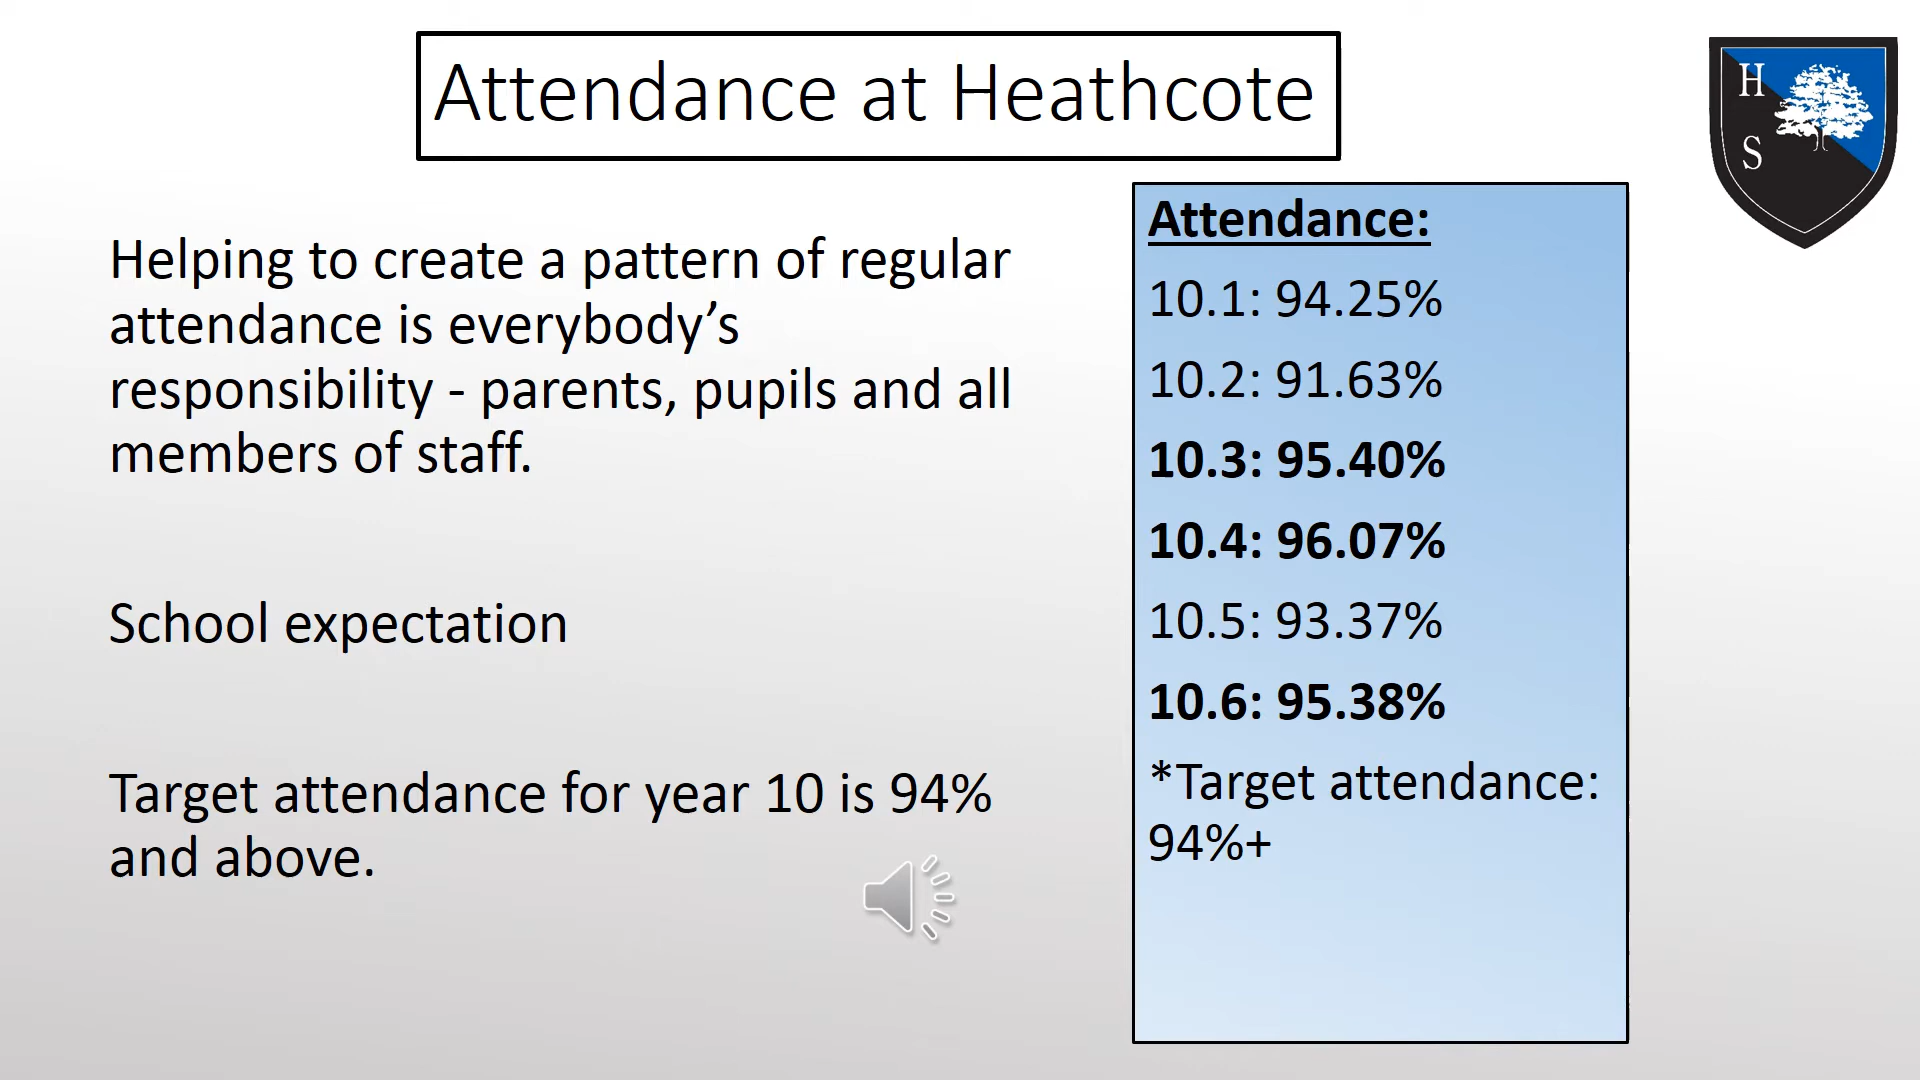 Attendance at Heathcote
H
S
Helping to create a pattern of regular
attendance is everybody’s
responsibility - parents, pupils and all
members of staff.
School expectation
Target attendance for year 10 is 94%
and above.
Attendance:
10.1: 94.25%
10.2: 91.63%
10.3: 95.40%
10.4: 96.07%
10.5: 93.37%
10.6: 95.38%
*Target attendance:
94%+